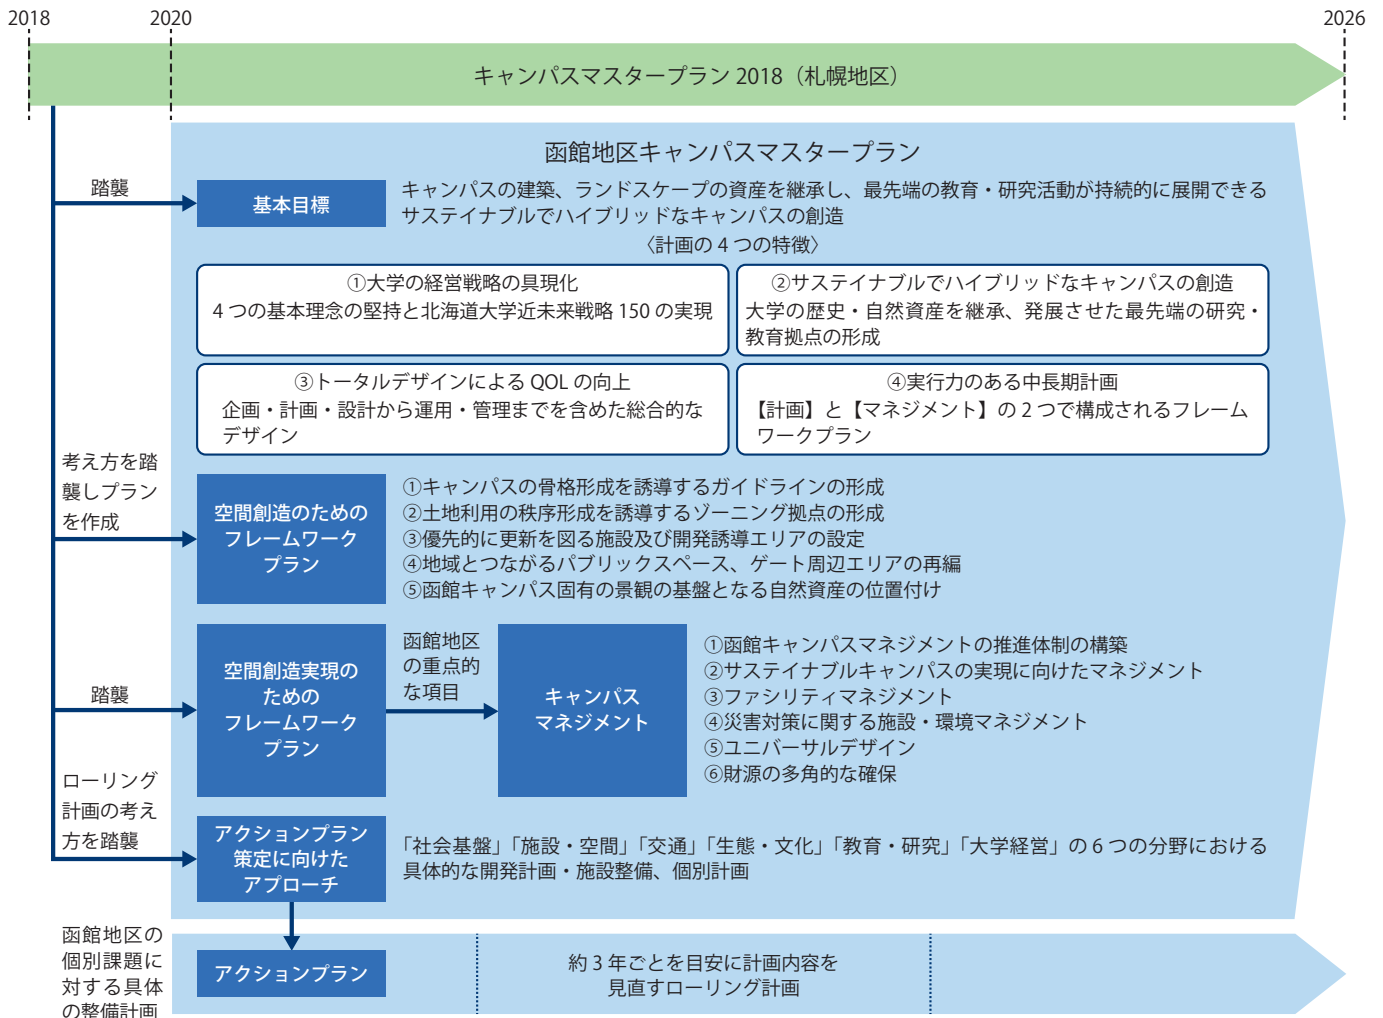 2018
2020
2026
キャンパスマスタープラン 2018（札幌地区）
函館地区キャンパスマスタープラン
踏襲
基本目標
キャンパスの建築、ランドスケープの資産を継承し、最先端の教育・研究活動が持続的に展開できる
サステイナブルでハイブリッドなキャンパスの創造
〈計画の 4 つの特徴〉
①大学の経営戦略の具現化
4 つの基本理念の堅持と北海道大学近未来戦略 150 の実現
②サステイナブルでハイブリッドなキャンパスの創造
大学の歴史・自然資産を継承、発展させた最先端の研究・
教育拠点の形成
③トータルデザインによる QOL の向上
企画・計画・設計から運用・管理までを含めた総合的な
デザイン
④実行力のある中長期計画
【計画】と【マネジメント】の 2 つで構成されるフレーム
ワークプラン
考え方を踏
襲しプラン
を作成
空間創造のための
フレームワーク
プラン
①キャンパスの骨格形成を誘導するガイドラインの形成
②土地利用の秩序形成を誘導するゾーニング拠点の形成
③優先的に更新を図る施設及び開発誘導エリアの設定
④地域とつながるパブリックスペース、ゲート周辺エリアの再編
⑤函館キャンパス固有の景観の基盤となる自然資産の位置付け
踏襲
空間創造実現の
ための
フレームワーク
プラン
函館地区
の重点的
な項目
キャンパス
マネジメント
①函館キャンパスマネジメントの推進体制の構築
②サステイナブルキャンパスの実現に向けたマネジメント
③ファシリティマネジメント
④災害対策に関する施設・環境マネジメント
⑤ユニバーサルデザイン
⑥財源の多角的な確保
ローリング
計画の考え
方を踏襲
アクションプラン
策定に向けた
アプローチ
「社会基盤」「施設・空間」「交通」「生態・文化」「教育・研究」「大学経営」の 6 つの分野における
具体的な開発計画・施設整備、個別計画
函館地区の
個別課題に
対する具体
の整備計画
アクションプラン
約 3 年ごとを目安に計画内容を
見直すローリング計画